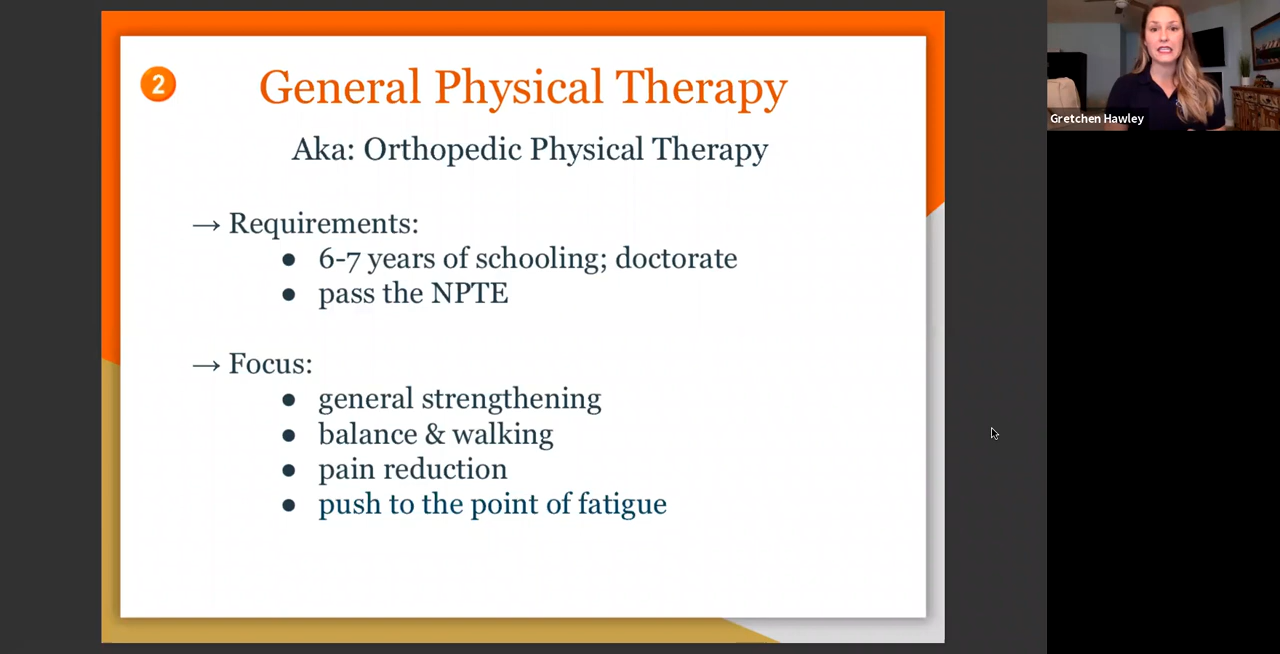 2
General Physical Therapy
Aka: Orthopedic Physical Therapy
→ Requirements:
● 6-7 years of schooling; doctorate
● pass the NPTE
→ Focus:
● general strengthening
● balance & walking
● pain reduction
● push to the point of fatigue
Gretchen Hawley